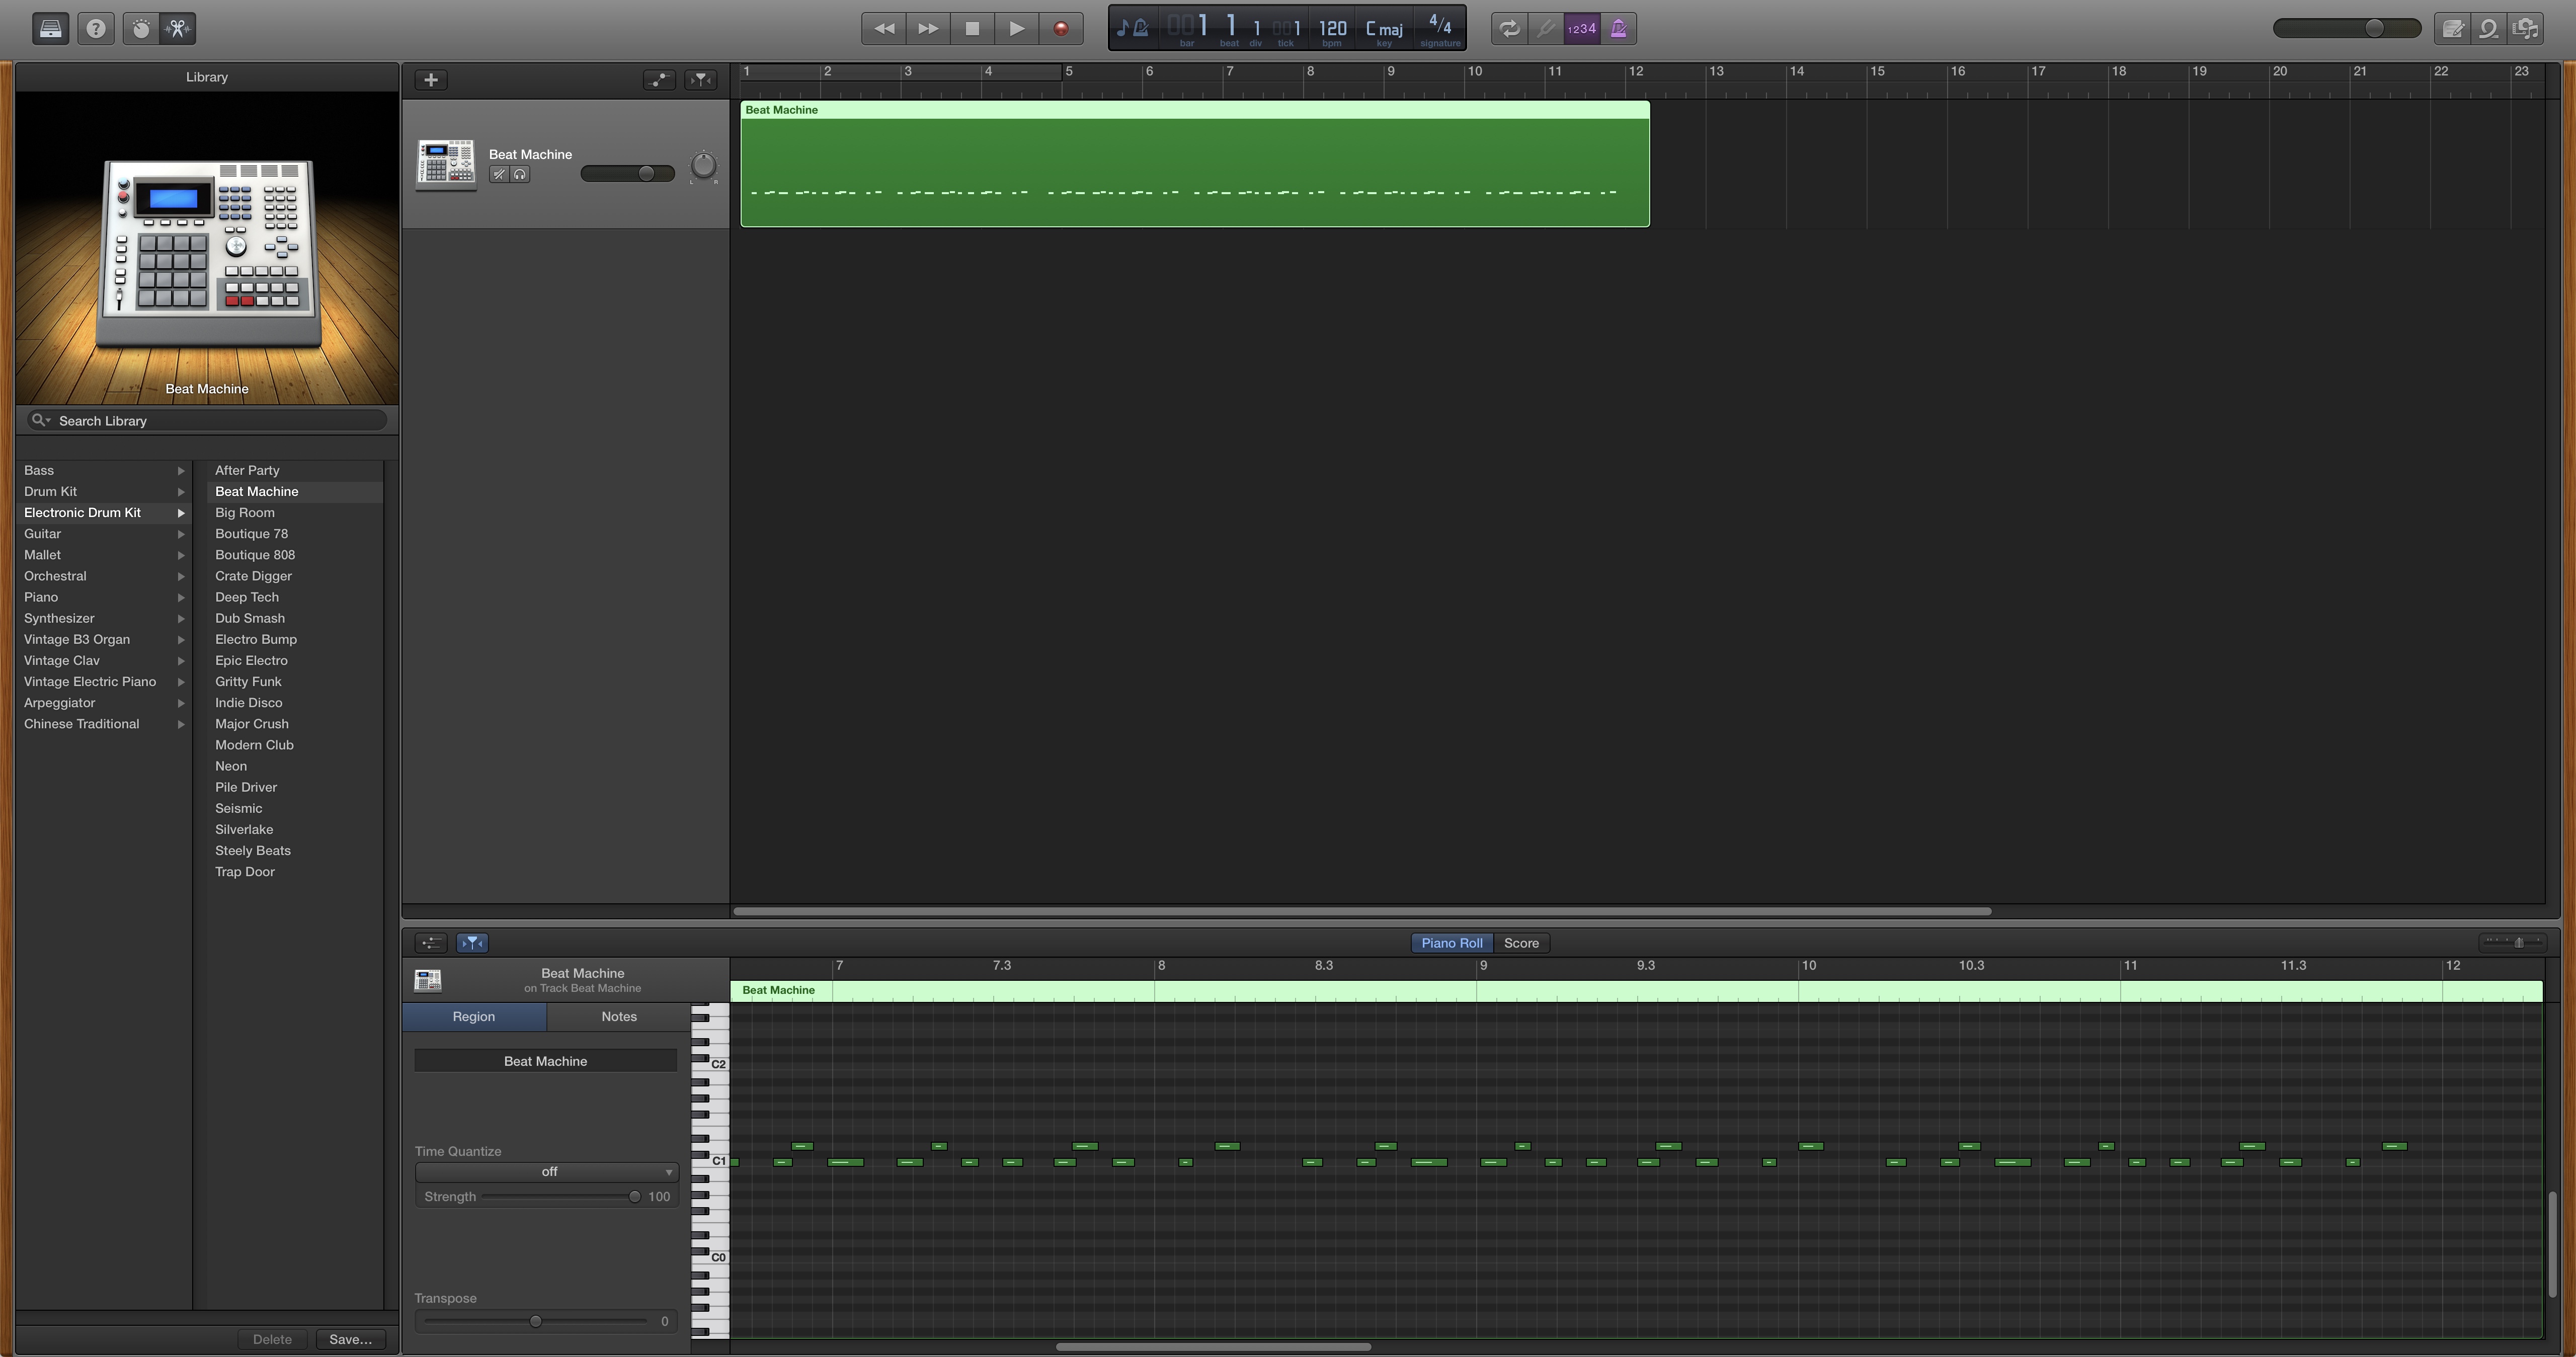 1 1 1 1 120 C maj 4/4
bar beat div tick bpm key signature
1234
Library
Beat Machine
Search Library
Bass
Drum Kit
Electronic Drum Kit
Guitar
Mallet
Orchestral
Piano
Synthesizer
Vintage B3 Organ
Vintage Clav
Vintage Electric Piano
Arpeggiator
Chinese Traditional
After Party
Beat Machine
Big Room
Boutique 78
Boutique 808
Crate Digger
Deep Tech
Dub Smash
Electro Bump
Epic Electro
Gritty Funk
Indie Disco
Major Crush
Modern Club
Neon
Pile Driver
Seismic
Silverlake
Steely Beats
Trap Door
Delete Save...
1 2 3 4 5 6 7 8 9 10 11 12 13 14 15 16 17 18 19 20 21 22 23
Beat Machine
Beat Machine
L R
Piano Roll Score
Beat Machine
on Track Beat Machine
7 7.3 8 8.3 9 9.3 10 10.3 11 11.3 12
Beat Machine
Region Notes
Beat Machine
Time Quantize
off
Strength 100
Transpose
0
C2
C1
C0